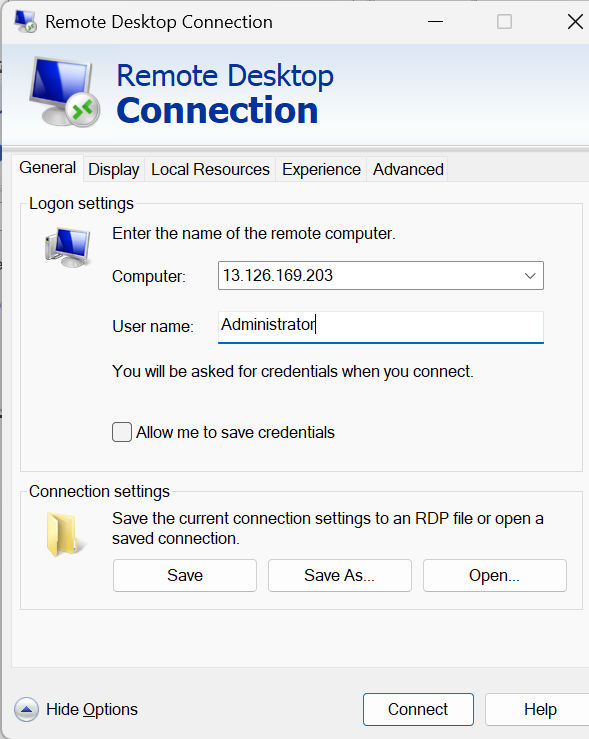 Remote Desktop Connection
Remote Desktop
Connection
General Display Local Resources Experience Advanced
Logon settings
Enter the name of the remote computer.
Computer: 13.126.169.203
User name: Administrator
You will be asked for credentials when you connect.
Allow me to save credentials
Connection settings
Save the current connection settings to an RDP file or open a
saved connection.
Save Save As... Open...
Hide Options Connect Help